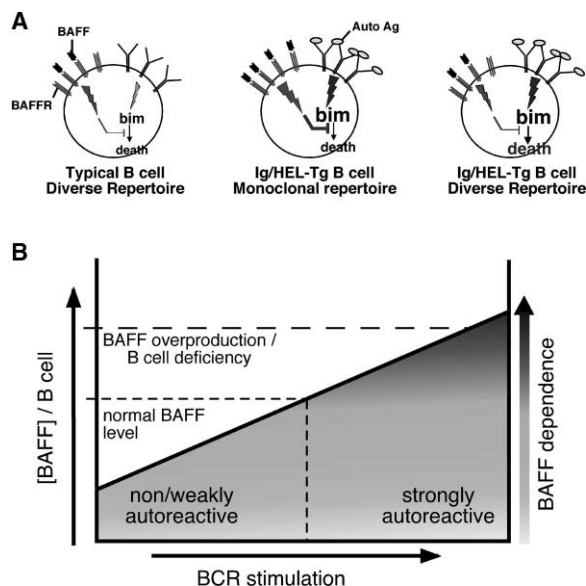 A
BAFF
BAFFR
bim
death
Typical B cell
Diverse Repertoire
bim
death
Ig/HEL-Tg B cell
Monoclonal repertoire
Auto Ag
bim
death
Ig/HEL-Tg B cell
Diverse Repertoire
B
[BAFF] / B cell
BAFF overproduction /
B cell deficiency
normal BAFF
level
non/weakly
autoreactive
strongly
autoreactive
BAFF dependence
BCR stimulation